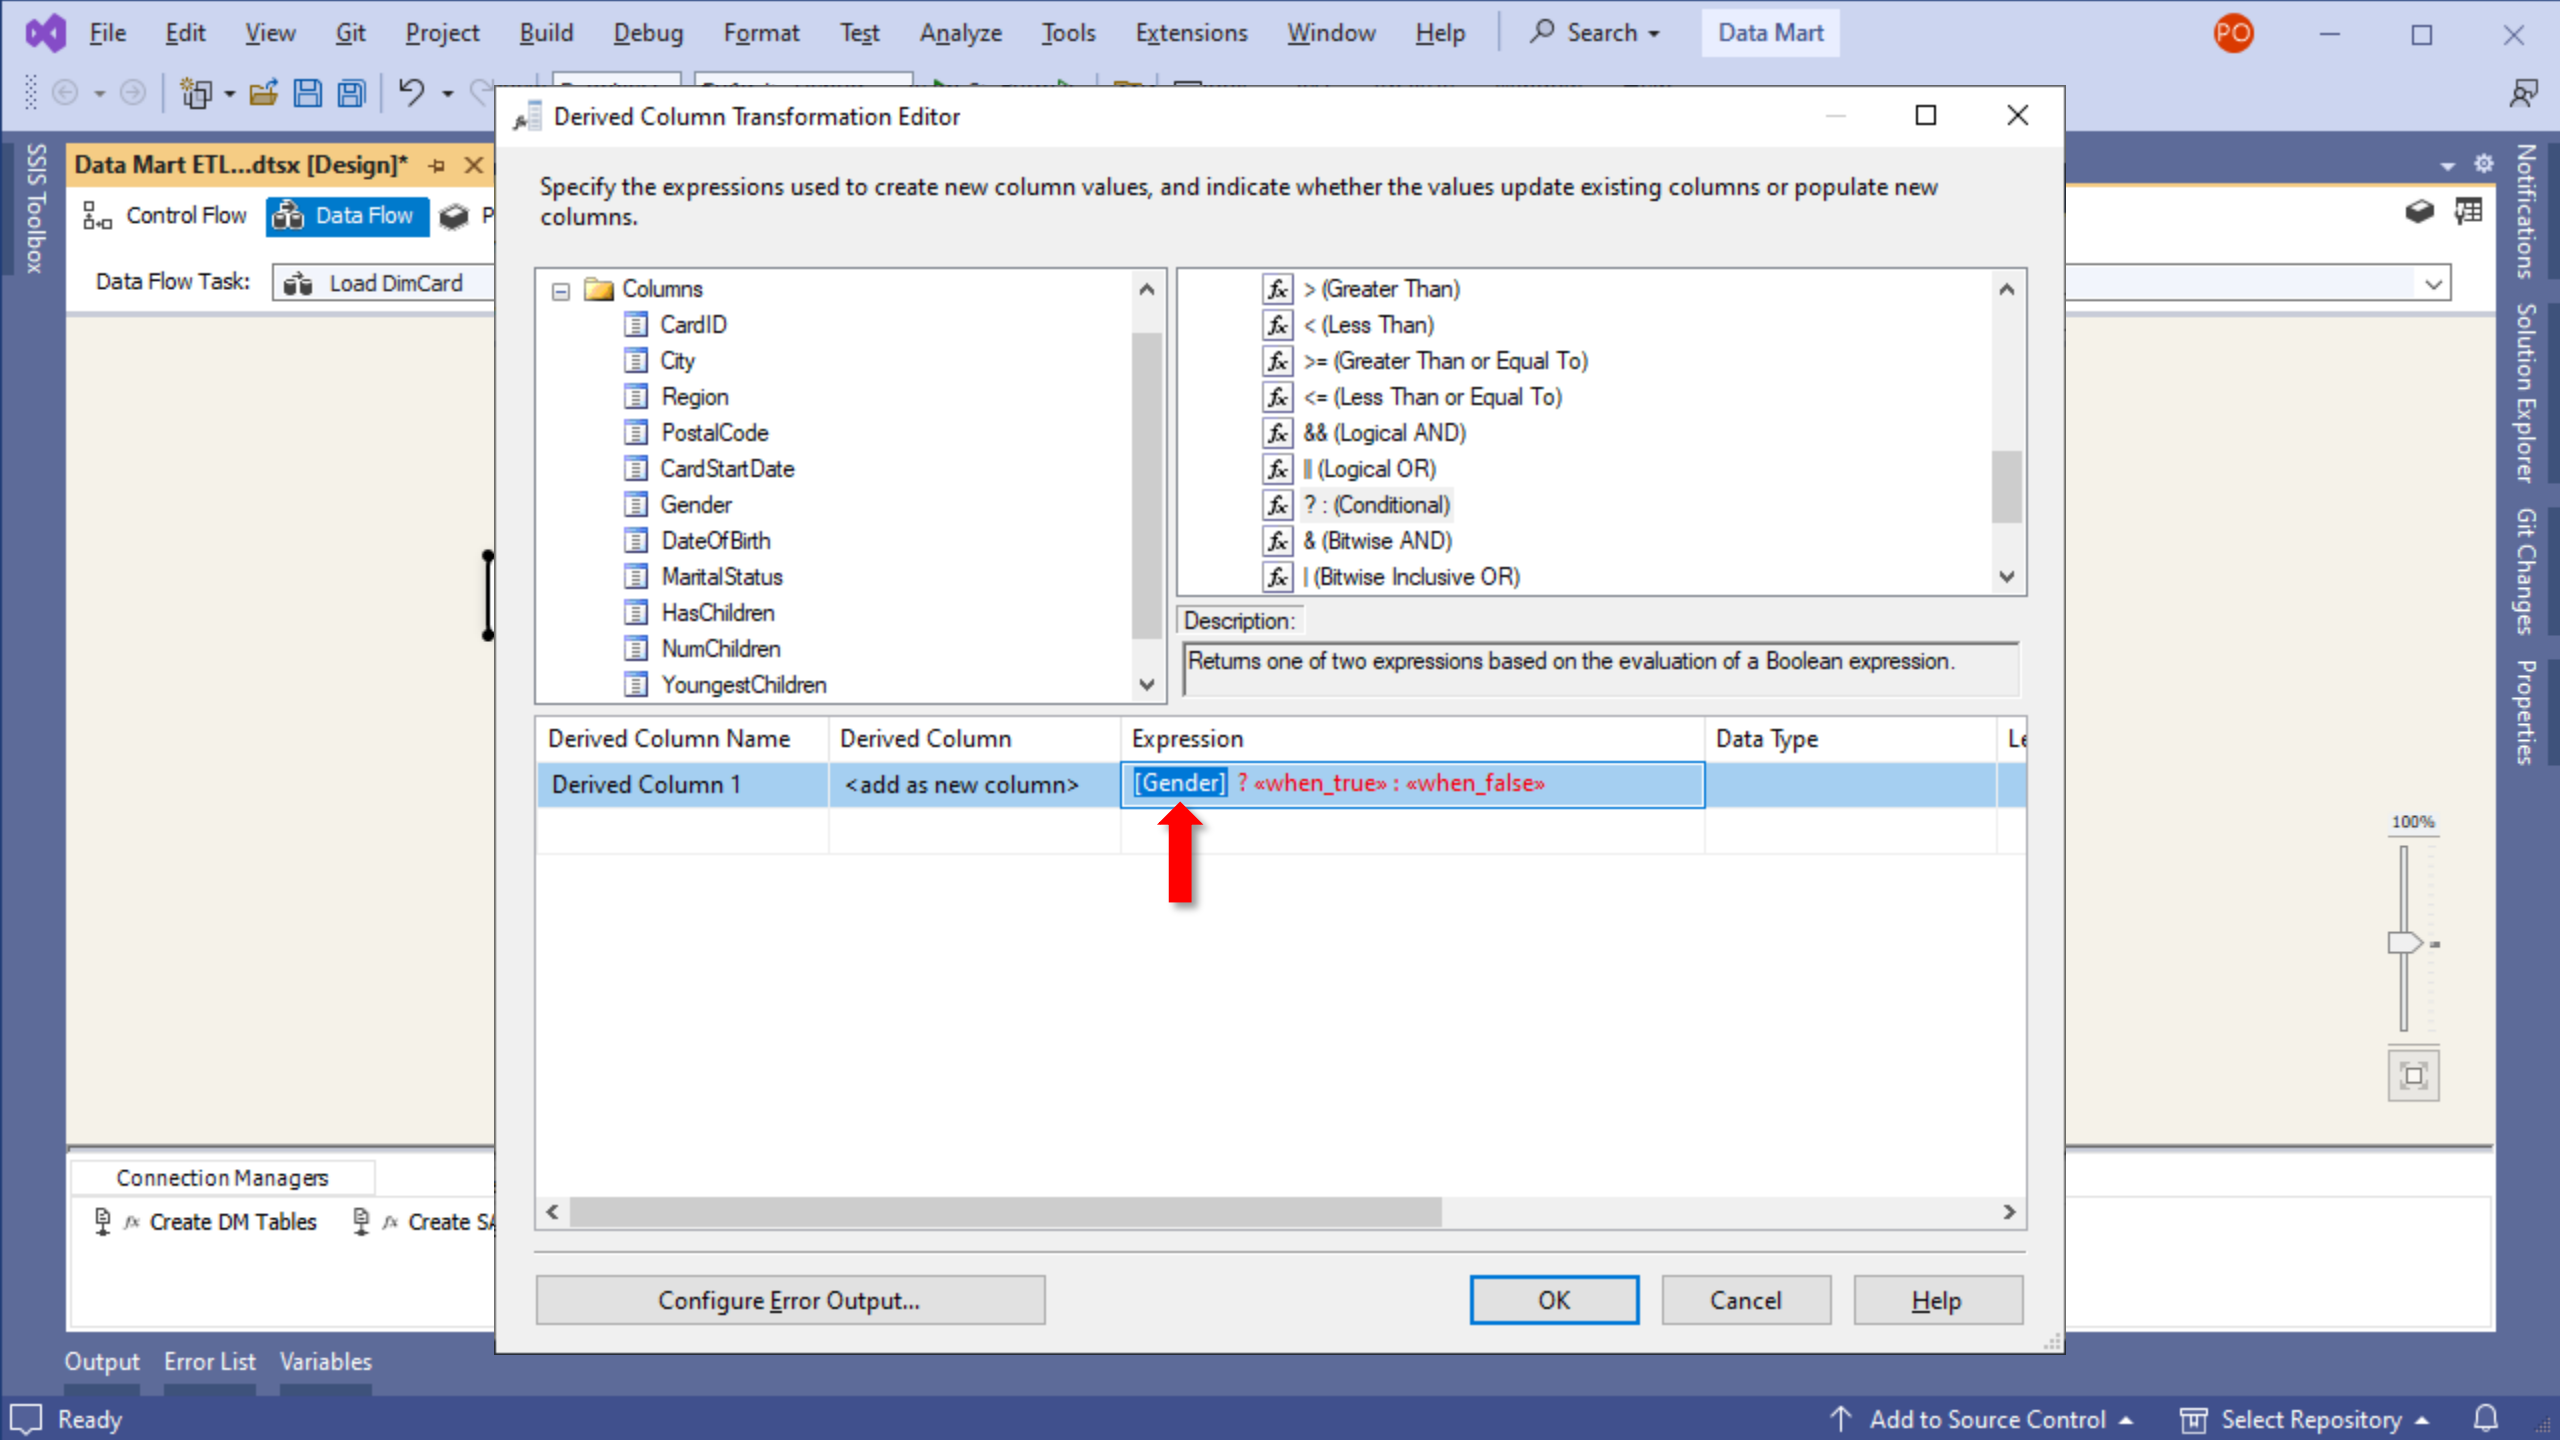 File Edit View Git Project Build Debug Format Test Analyze Tools Extensions Window Help Search Data Mart PO
Derived Column Transformation Editor
Data Mart ETL...dtsx [Design]*
Control Flow Data Flow P
Data Flow Task: Load DimCard
SSIS Toolbox
Specify the expressions used to create new column values, and indicate whether the values update existing columns or populate new
columns.
Columns
CardID
City
Region
PostalCode
CardStartDate
Gender
DateOfBirth
MaritalStatus
HasChildren
NumChildren
YoungestChildren
> (Greater Than)
< (Less Than)
>= (Greater Than or Equal To)
<= (Less Than or Equal To)
&& (Logical AND)
|| (Logical OR)
? : (Conditional)
& (Bitwise AND)
| (Bitwise Inclusive OR)
Description:
Returns one of two expressions based on the evaluation of a Boolean expression.
Derived Column Name Derived Column Expression Data Type Le
Derived Column 1 <add as new column> [Gender] ? «when_true» : «when_false»
Configure Error Output... OK Cancel Help
Notifications
Solution Explorer
Git Changes
Properties
100%
Connection Managers
Create DM Tables Create SA
Output Error List Variables
Ready Add to Source Control Select Repository